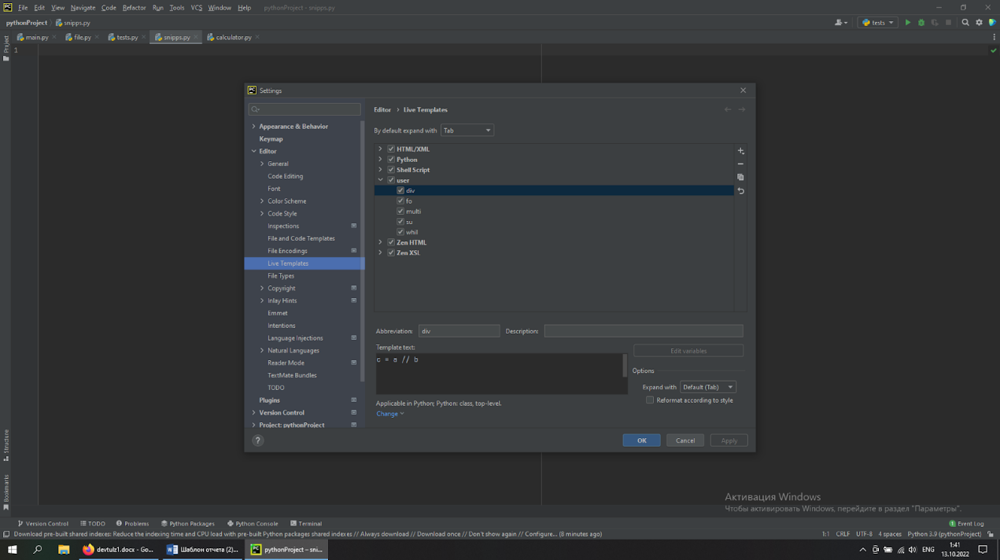 PC File Edit View Navigate Code Refactor Run Tools VCS Window Help pythonProject - snipps.py
pythonProject snipps.py tests
main.py file.py tests.py snipps.py calculator.py
Project
1
PC Settings
Editor › Live Templates
Appearance & Behavior
Keymap
Editor
General
Code Editing
Font
Color Scheme
Code Style
Inspections
File and Code Templates
File Encodings
Live Templates
File Types
Copyright
Inlay Hints
Emmet
Intentions
Language Injections
Natural Languages
Reader Mode
TextMate Bundles
TODO
Plugins
Version Control
Project: pythonProject
By default expand with Tab
HTML/XML
Python
Shell Script
user
div
fo
multi
su
whil
Zen HTML
Zen XSL
Abbreviation: div Description:
Template text:
Edit variables
c = a // b
Options
Expand with Default (Tab)
Reformat according to style
Applicable in Python; Python: class, top-level.
Change
? OK Cancel Apply
Structure
Bookmarks
Активация Windows
Чтобы активировать Windows, перейдите в раздел "Параметры".
Version Control TODO Problems Python Packages Python Console Terminal 1 Event Log
Download pre-built shared indexes: Reduce the indexing time and CPU load with pre-built Python packages shared indexes // Always download // Download once // Don't show again // Configure... (8 minutes ago) 1:1 CRLF UTF-8 4 spaces Python 3.9 (pythonProject)
devtulz1.docx – Go... Шаблон отчета (2)... pythonProject – sni... ENG 1:41
13.10.2022